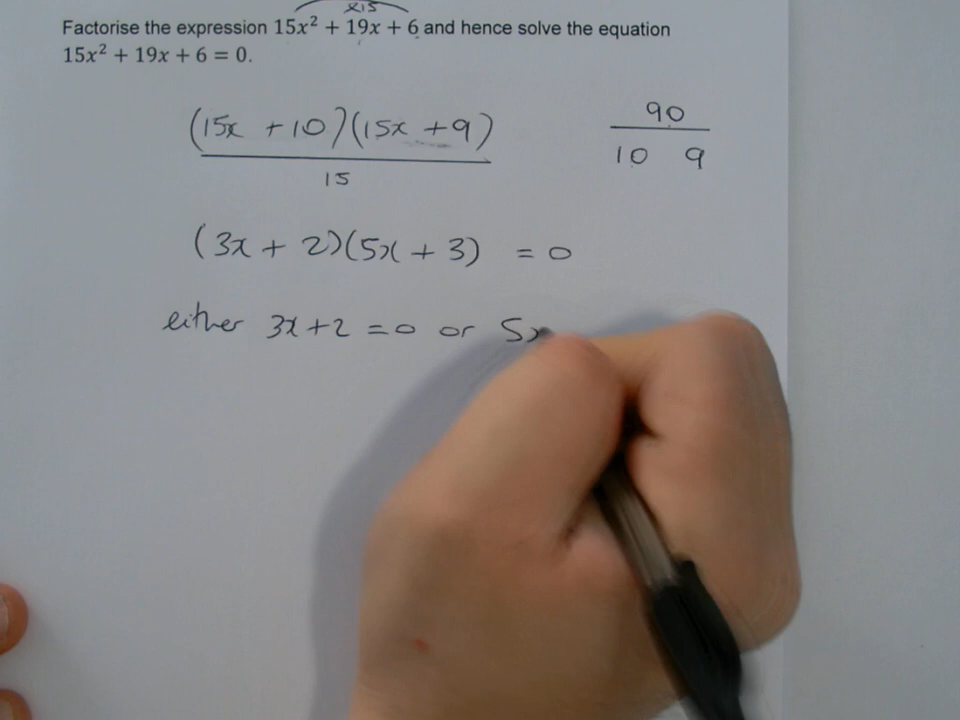 x15
Factorise the expression 15x² + 19x + 6 and hence solve the equation
15x² + 19x + 6 = 0.
(15x + 10)(15x + 9)
15
90
10 9
(3x + 2)(5x + 3) = 0
either 3x + 2 = 0 or 5x